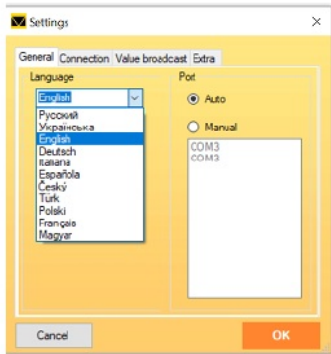 Settings
General Connection Value broadcast Extra
Language
English
Русский
Українська
English
Deutsch
Italiana
Española
Český
Türk
Polski
Français
Magyar
Port
Auto
Manual
COM3
COM3
Cancel
OK